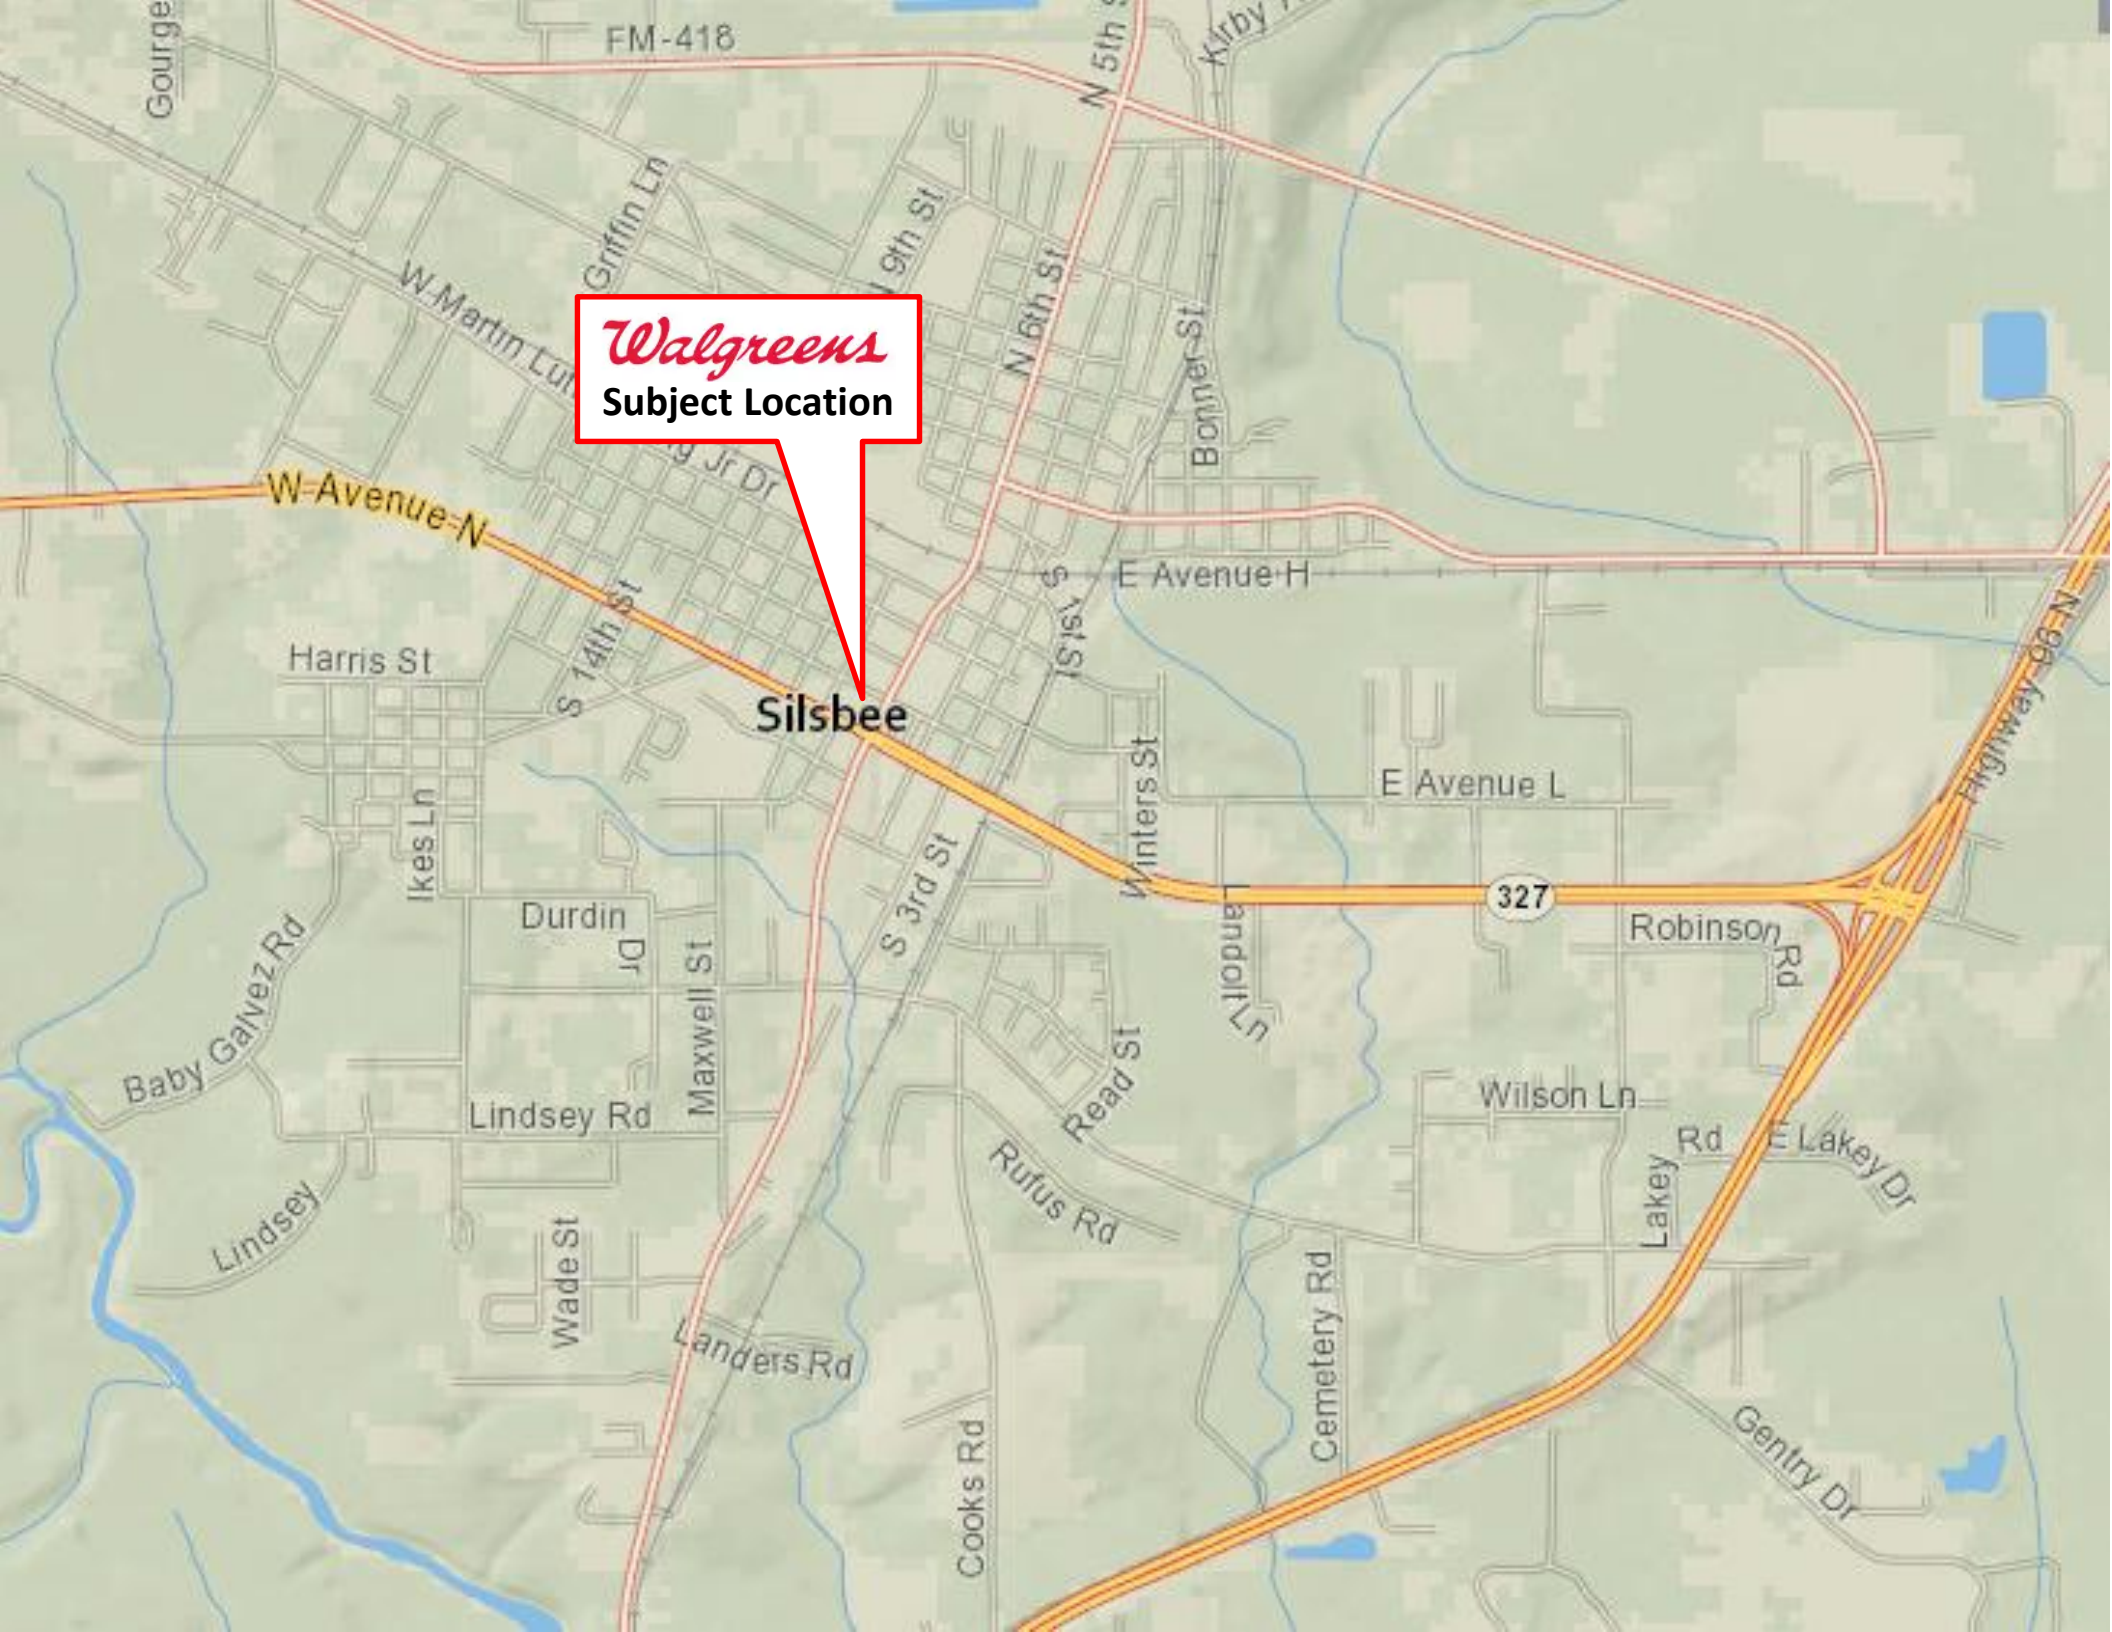 Gourge
FM-418
N 5th S
Kirby
Griffin Ln
N 9th St
N 6th St
W Martin Lut
Walgreens
Subject Location
ng Jr Dr
Bonner St
W Avenue N
E Avenue H
S 1st St
Highway 96 N
Harris St
S 14th St
Silsbee
Winters St
E Avenue L
Ikes Ln
S 3rd St
327
Durdin
Dr
Landolt Ln
Robinson
Rd
Baby Galvez Rd
Maxwell St
Read St
Wilson Ln
Lindsey Rd
Rd
E Lakey Dr
Lakey
Rufus Rd
Lindsey
Wade St
Cemetery Rd
Landers Rd
Cooks Rd
Gentry Dr